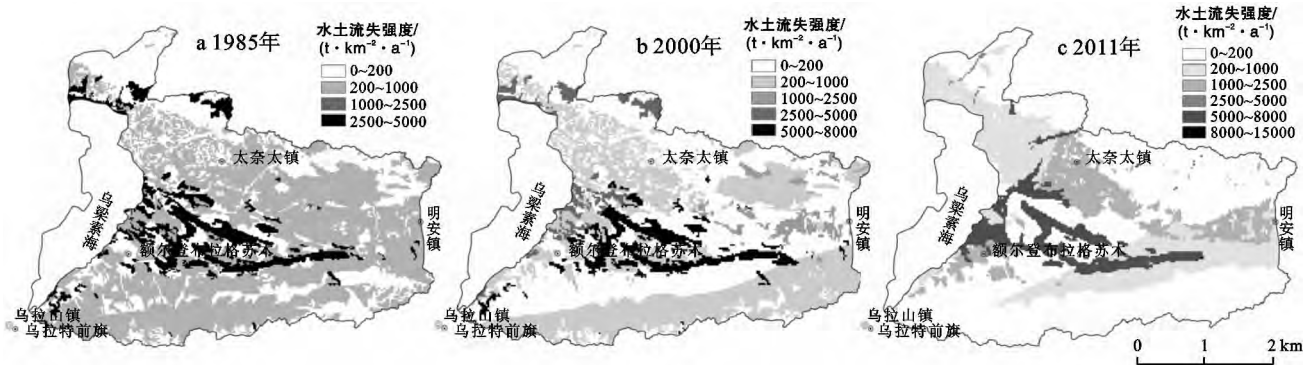 a 1985年
水土流失强度/
(t·km⁻²·a⁻¹)
0~200
200~1000
1000~2500
2500~5000
太奈太镇
乌梁素海
明安镇
额尔登布拉格苏木
乌拉山镇
乌拉特前旗
b 2000年
水土流失强度/
(t·km⁻²·a⁻¹)
0~200
200~1000
1000~2500
2500~5000
5000~8000
太奈太镇
乌梁素海
明安镇
额尔登布拉格苏木
乌拉山镇
乌拉特前旗
c 2011年
水土流失强度/
(t·km⁻²·a⁻¹)
0~200
200~1000
1000~2500
2500~5000
5000~8000
8000~15000
太奈太镇
乌梁素海
明安镇
额尔登布拉格苏木
乌拉山镇
乌拉特前旗
0 1 2 km